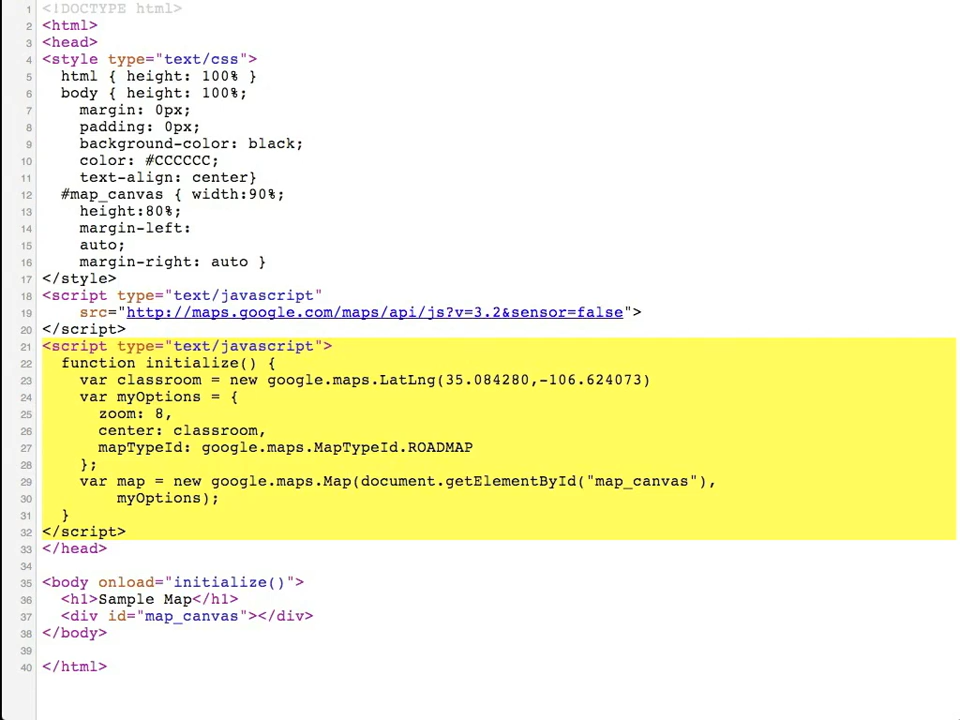 1 <!DOCTYPE html>
2 <html>
3 <head>
4 <style type="text/css">
5   html { height: 100% }
6   body { height: 100%;
7     margin: 0px;
8     padding: 0px;
9     background-color: black;
10     color: #CCCCCC;
11     text-align: center}
12   #map_canvas { width:90%;
13     height:80%;
14     margin-left:
15     auto;
16     margin-right: auto }
17 </style>
18 <script type="text/javascript"
19     src="http://maps.google.com/maps/api/js?v=3.2&sensor=false">
20 </script>
21 <script type="text/javascript">
22   function initialize() {
23     var classroom = new google.maps.LatLng(35.084280,-106.624073)
24     var myOptions = {
25       zoom: 8,
26       center: classroom,
27       mapTypeId: google.maps.MapTypeId.ROADMAP
28     };
29     var map = new google.maps.Map(document.getElementById("map_canvas"),
30         myOptions);
31   }
32 </script>
33 </head>
34
35 <body onload="initialize()">
36   <h1>Sample Map</h1>
37   <div id="map_canvas"></div>
38 </body>
39
40 </html>